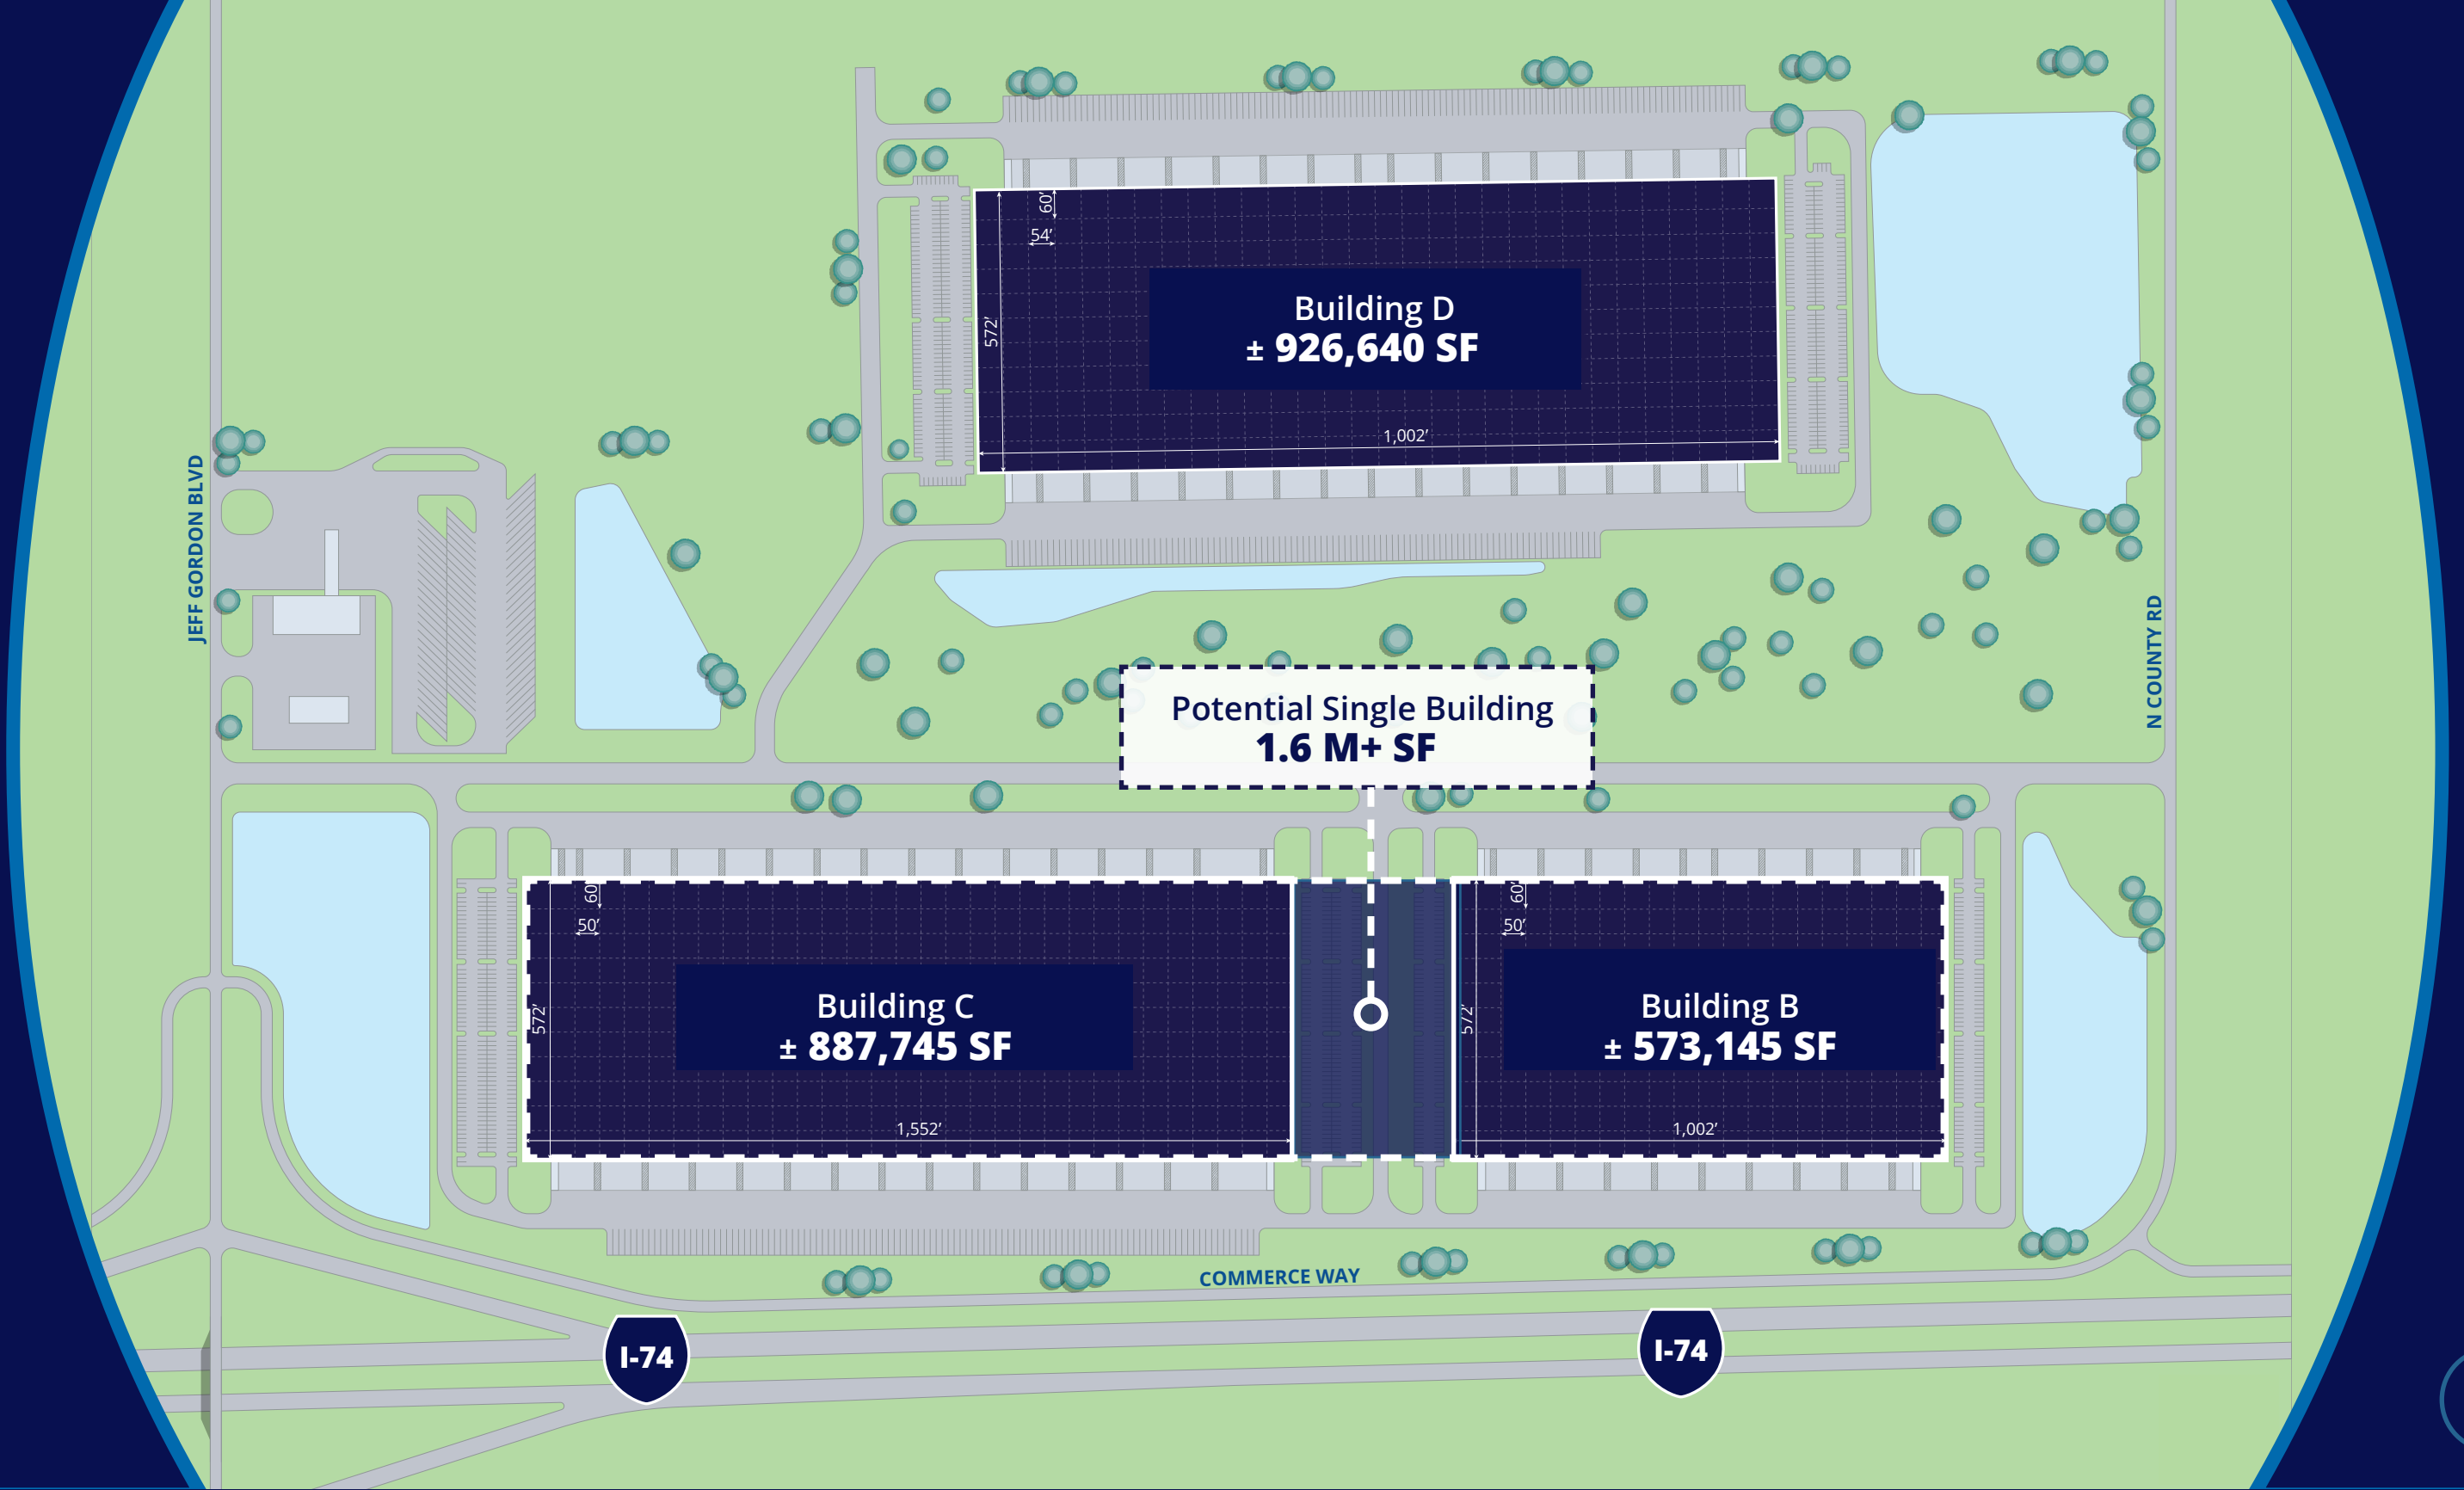 60’
54’
572’
Building D
± 926,640 SF
1,002’
JEFF GORDON BLVD
N COUNTY RD
Potential Single Building
1.6 M+ SF
60’
50’
572’
Building C
± 887,745 SF
1,552’
60’
50’
572’
Building B
± 573,145 SF
1,002’
COMMERCE WAY
I-74
I-74